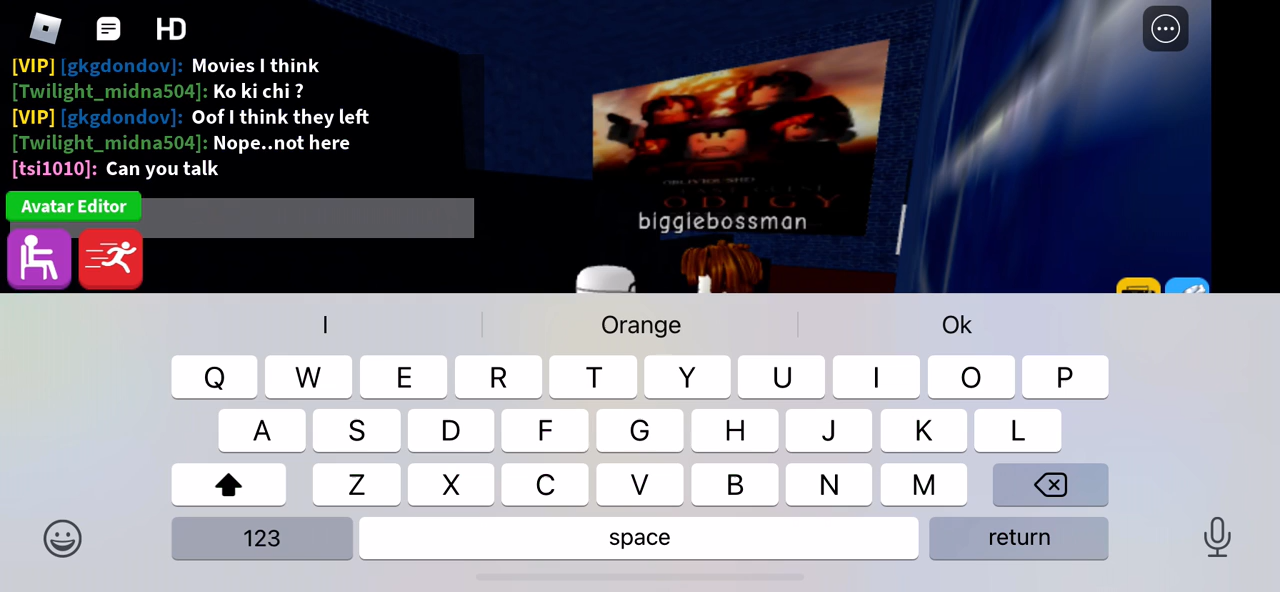 HD
[VIP] [gkgdondov]: Movies I think
[Twilight_midna504]: Ko ki chi ?
[VIP] [gkgdondov]: Oof I think they left
[Twilight_midna504]: Nope..not here
[tsi1010]: Can you talk
Avatar Editor
biggiebossman
I Orange Ok
Q W E R T Y U I O P
A S D F G H J K L
Z X C V B N M
123 space return